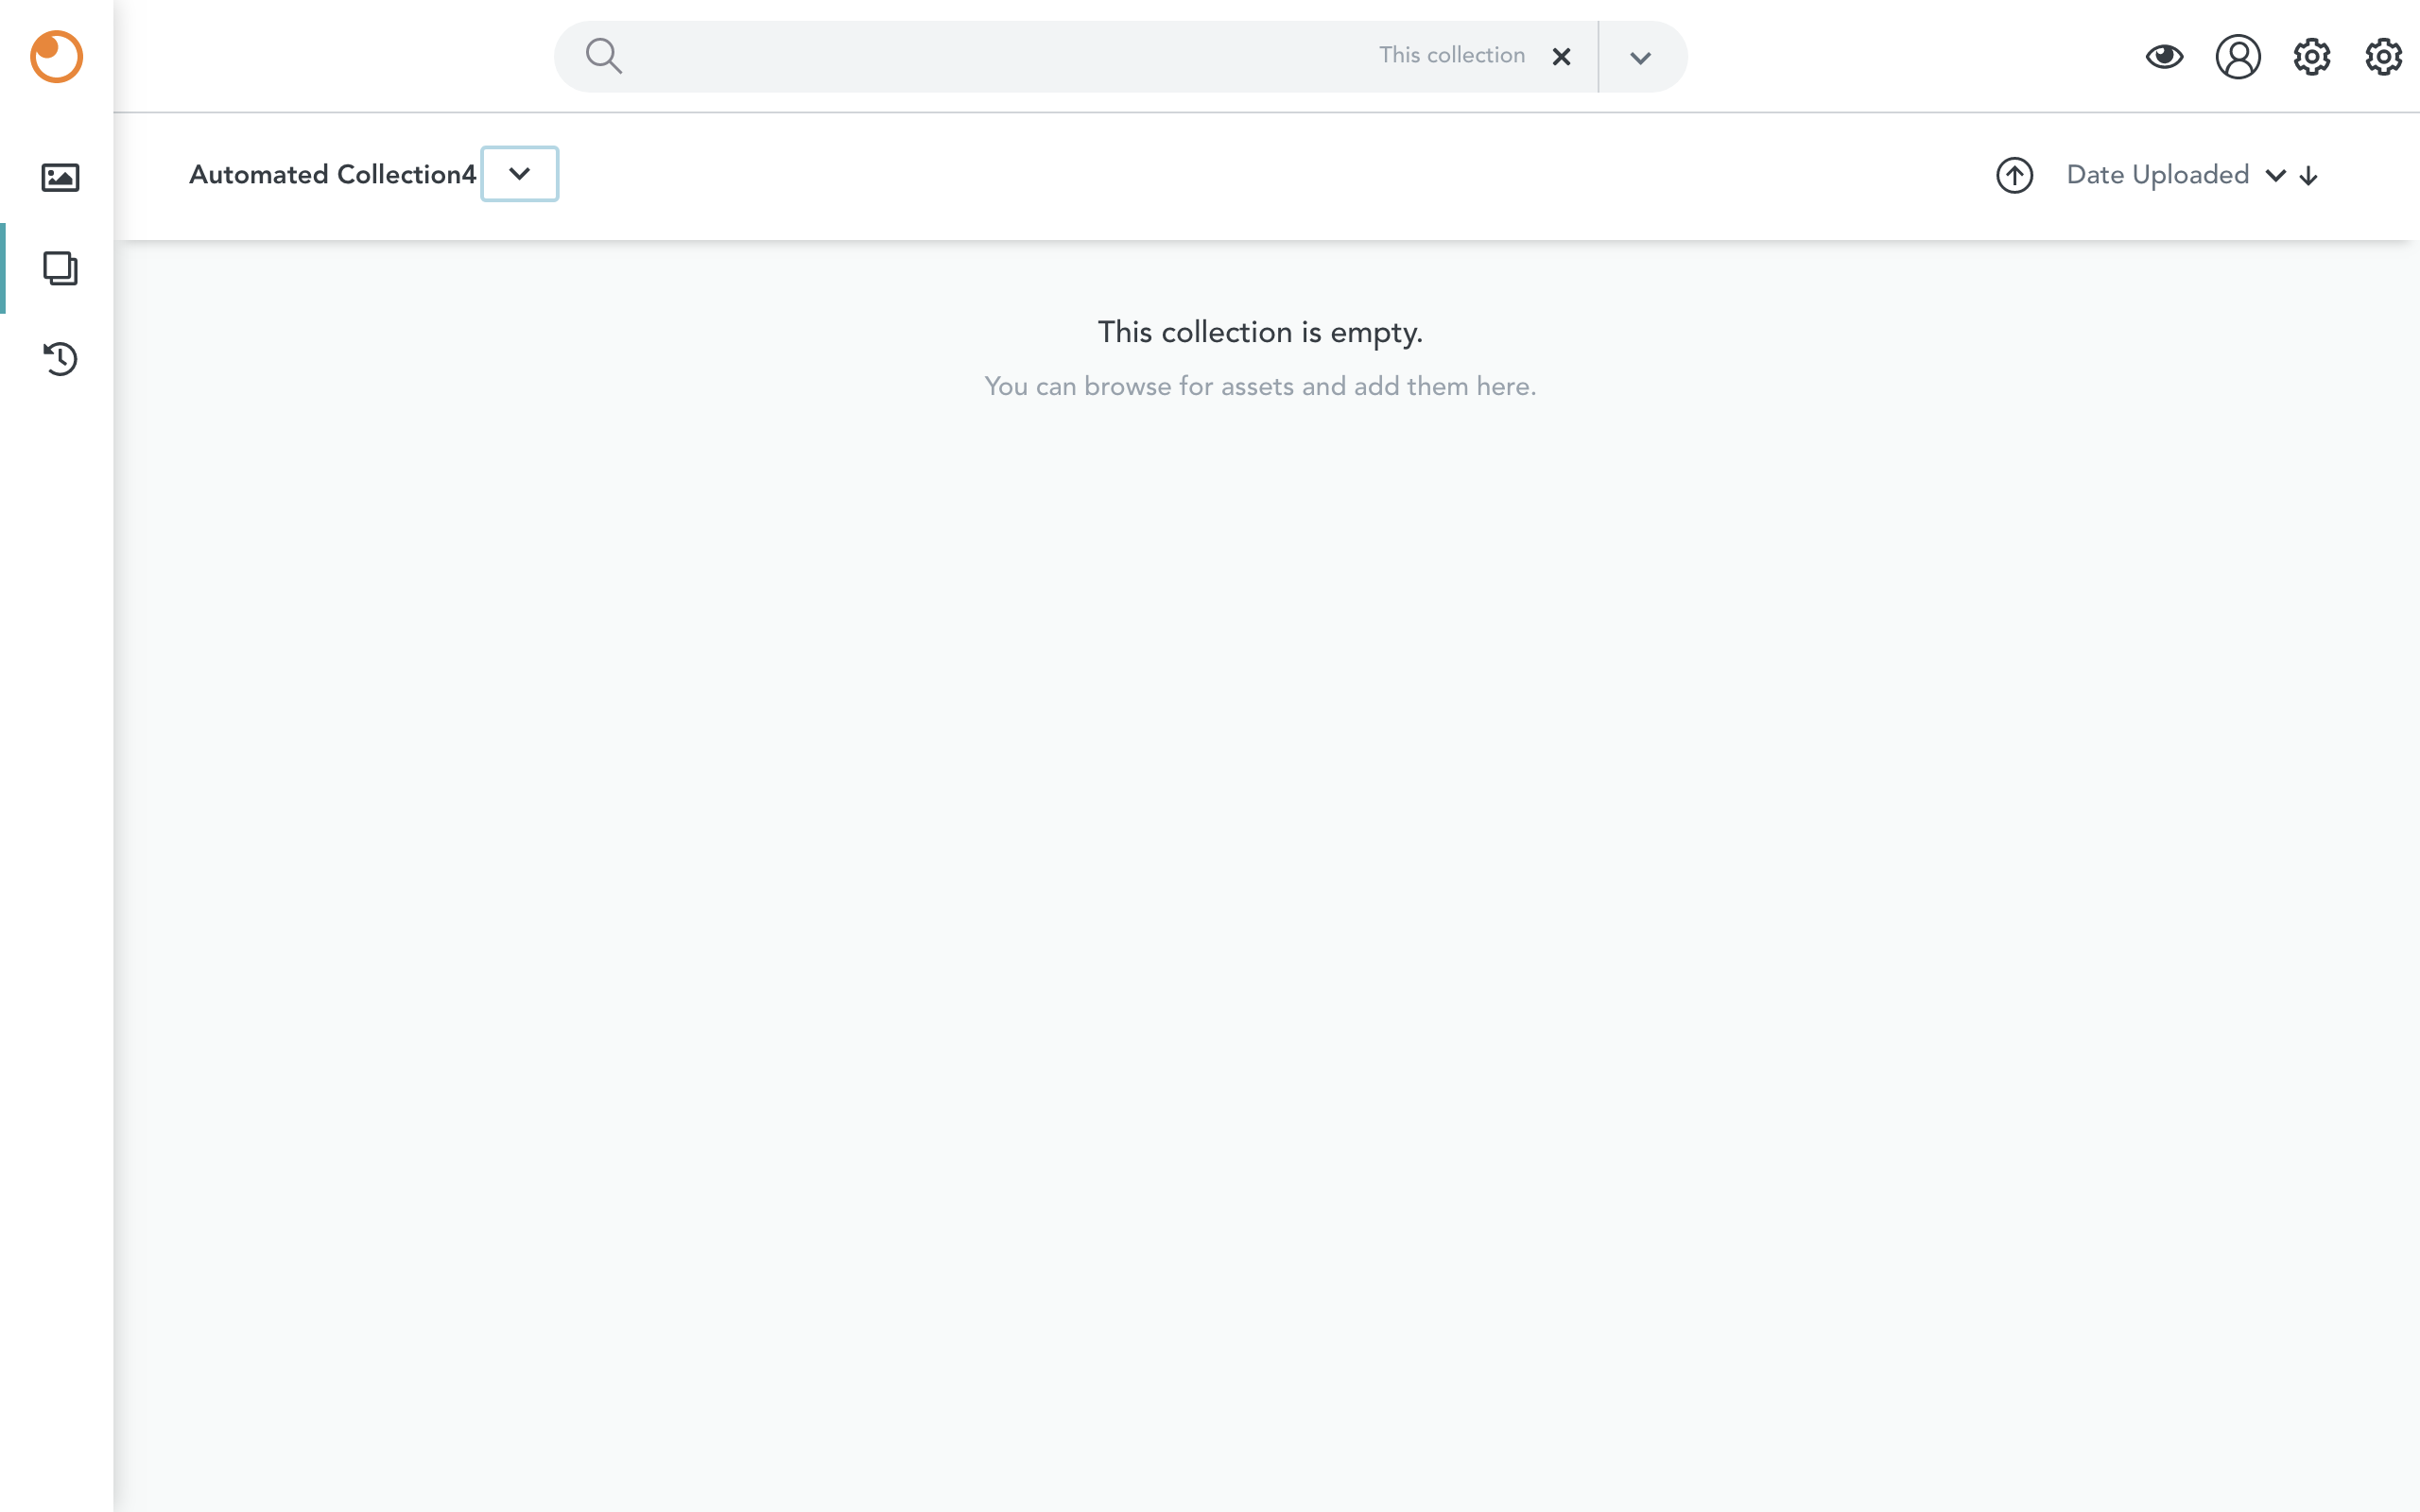 This collection
Automated Collection4
Date Uploaded
This collection is empty.
You can browse for assets and add them here.